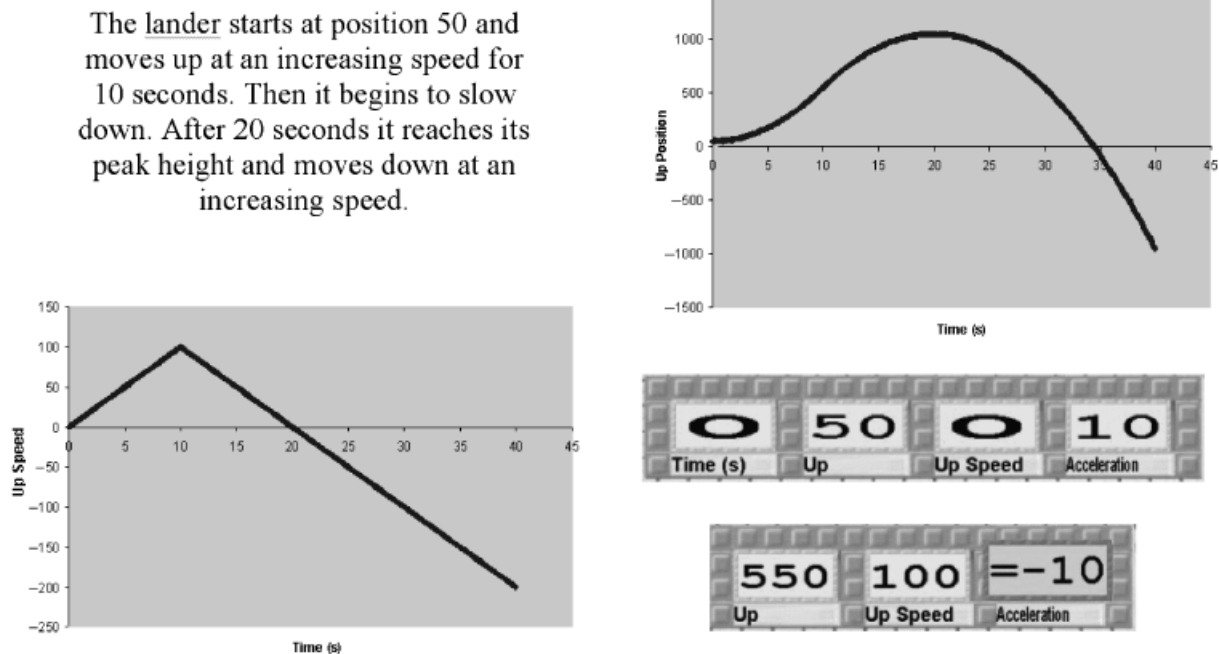 The lander starts at position 50 and
moves up at an increasing speed for
10 seconds. Then it begins to slow
down. After 20 seconds it reaches its
peak height and moves down at an
increasing speed.
1000
500
0
−500
−1000
−1500
Up Position
0 5 10 15 20 25 30 35 40 45
Time (s)
150
100
50
0
−50
−100
−150
−200
−250
Up Speed
0 5 10 15 20 25 30 35 40 45
Time (s)
0 50 0 10
Time (s) Up Up Speed Acceleration
550 100 =-10
Up Up Speed Acceleration